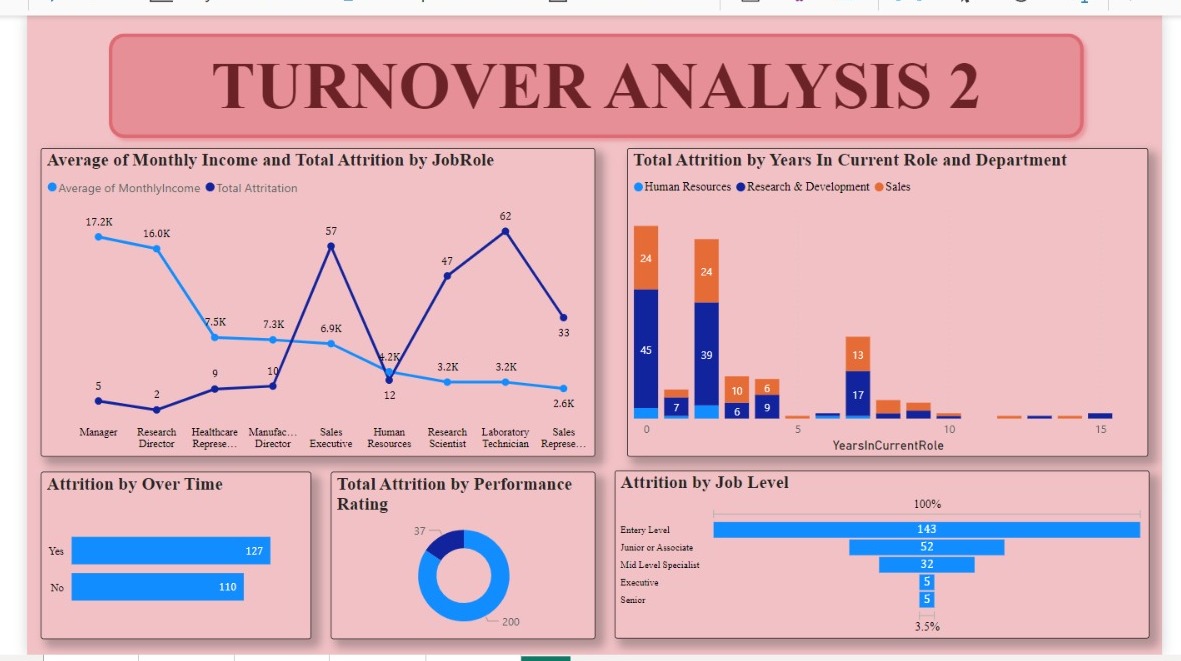 TURNOVER ANALYSIS 2
Average of Monthly Income and Total Attrition by JobRole
Average of MonthlyIncome Total Attritation
17.2K
16.0K
7.5K
7.3K
6.9K
4.2K
3.2K
3.2K
2.6K
5
2
9
10
57
12
47
62
33
Manager
Research
Director
Healthcare
Represe...
Manufac...
Director
Sales
Executive
Human
Resources
Research
Scientist
Laboratory
Technician
Sales
Represe...
Total Attrition by Years In Current Role and Department
Human Resources Research & Development Sales
24
45
7
24
39
10
6
6
9
13
17
0 5 10 15
YearsInCurrentRole
Attrition by Over Time
Yes 127
No 110
Total Attrition by Performance
Rating
37
200
Attrition by Job Level
100%
Entery Level 143
Junior or Associate 52
Mid Level Specialist 32
Executive 5
Senior 5
3.5%